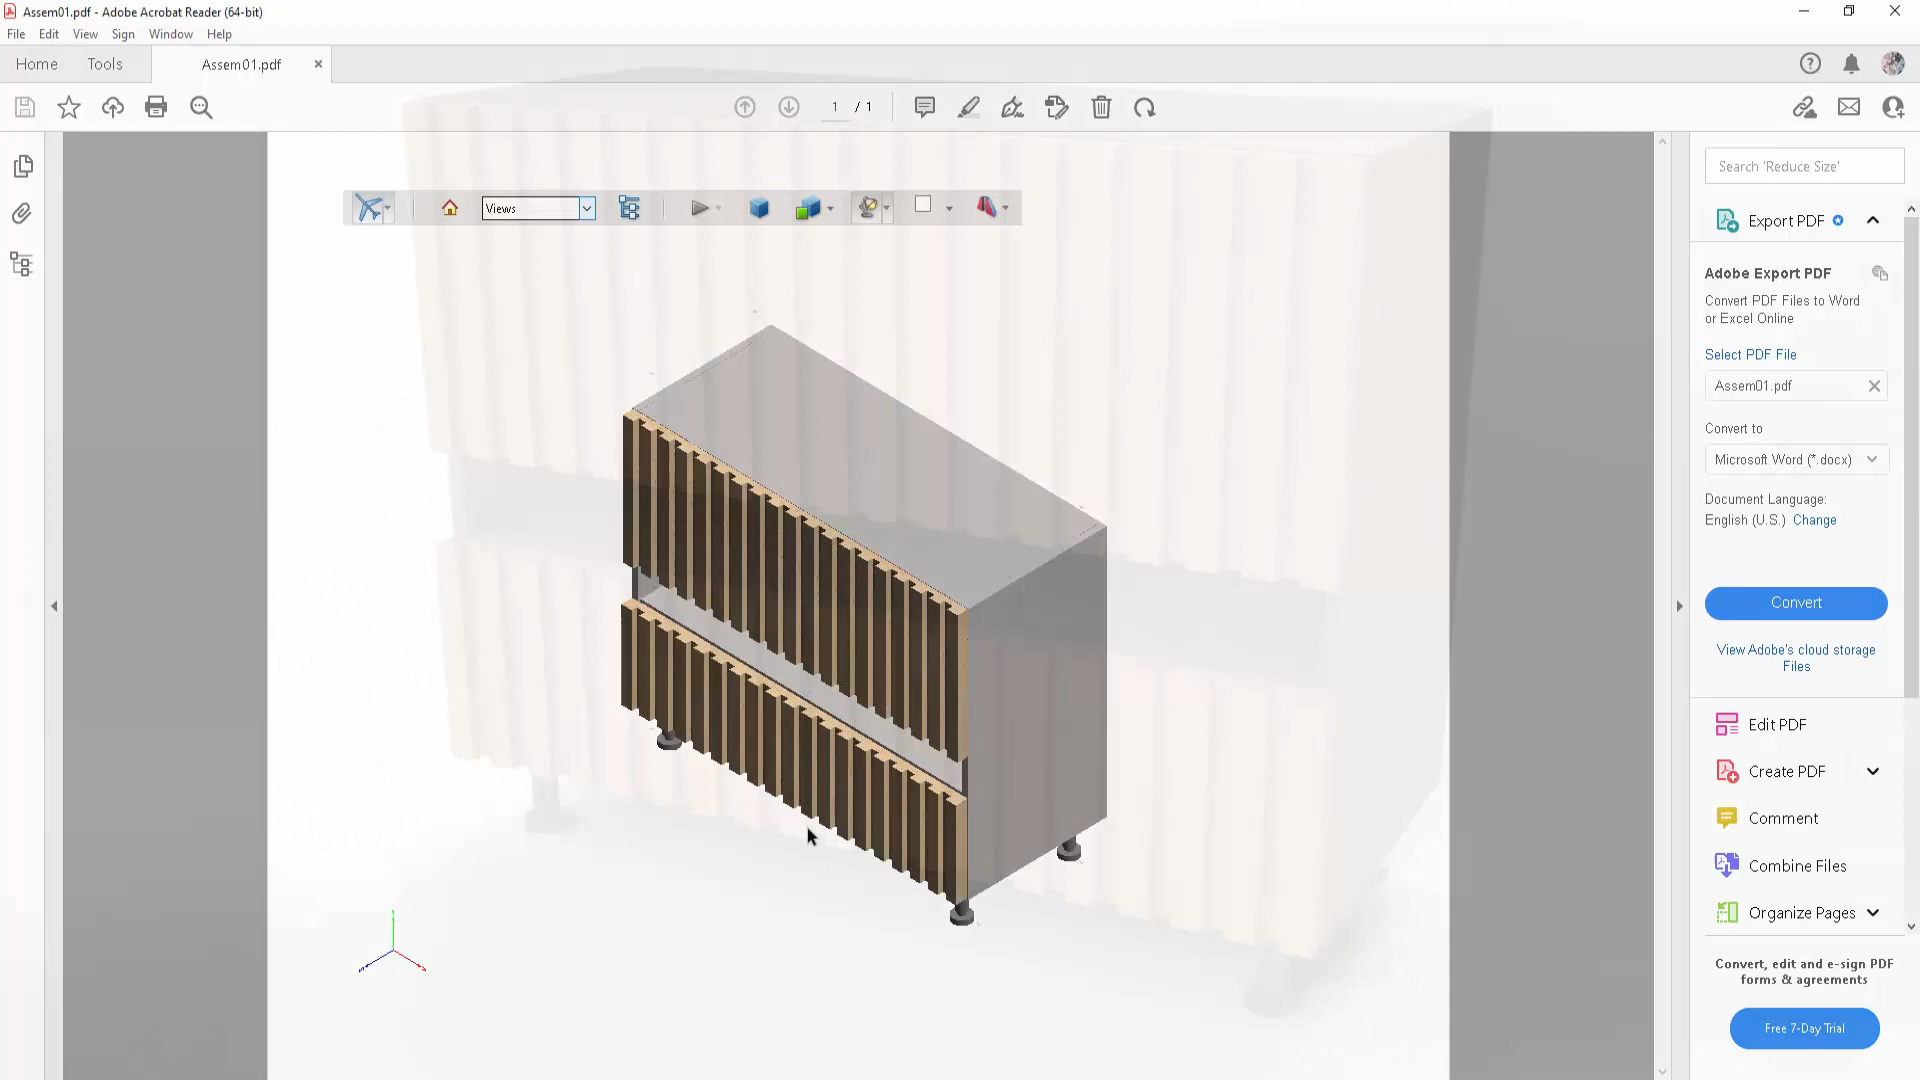 Assem01.pdf - Adobe Acrobat Reader (64-bit)
File Edit View Sign Window Help
Home Tools Assem01.pdf
1 / 1
Views
Search 'Reduce Size'
Export PDF
Adobe Export PDF
Convert PDF Files to Word
or Excel Online
Select PDF File
Assem01.pdf
Convert to
Microsoft Word (*.docx)
Document Language:
English (U.S.) Change
Convert
View Adobe's cloud storage
Files
Edit PDF
Create PDF
Comment
Combine Files
Organize Pages
Convert, edit and e-sign PDF
forms & agreements
Free 7-Day Trial